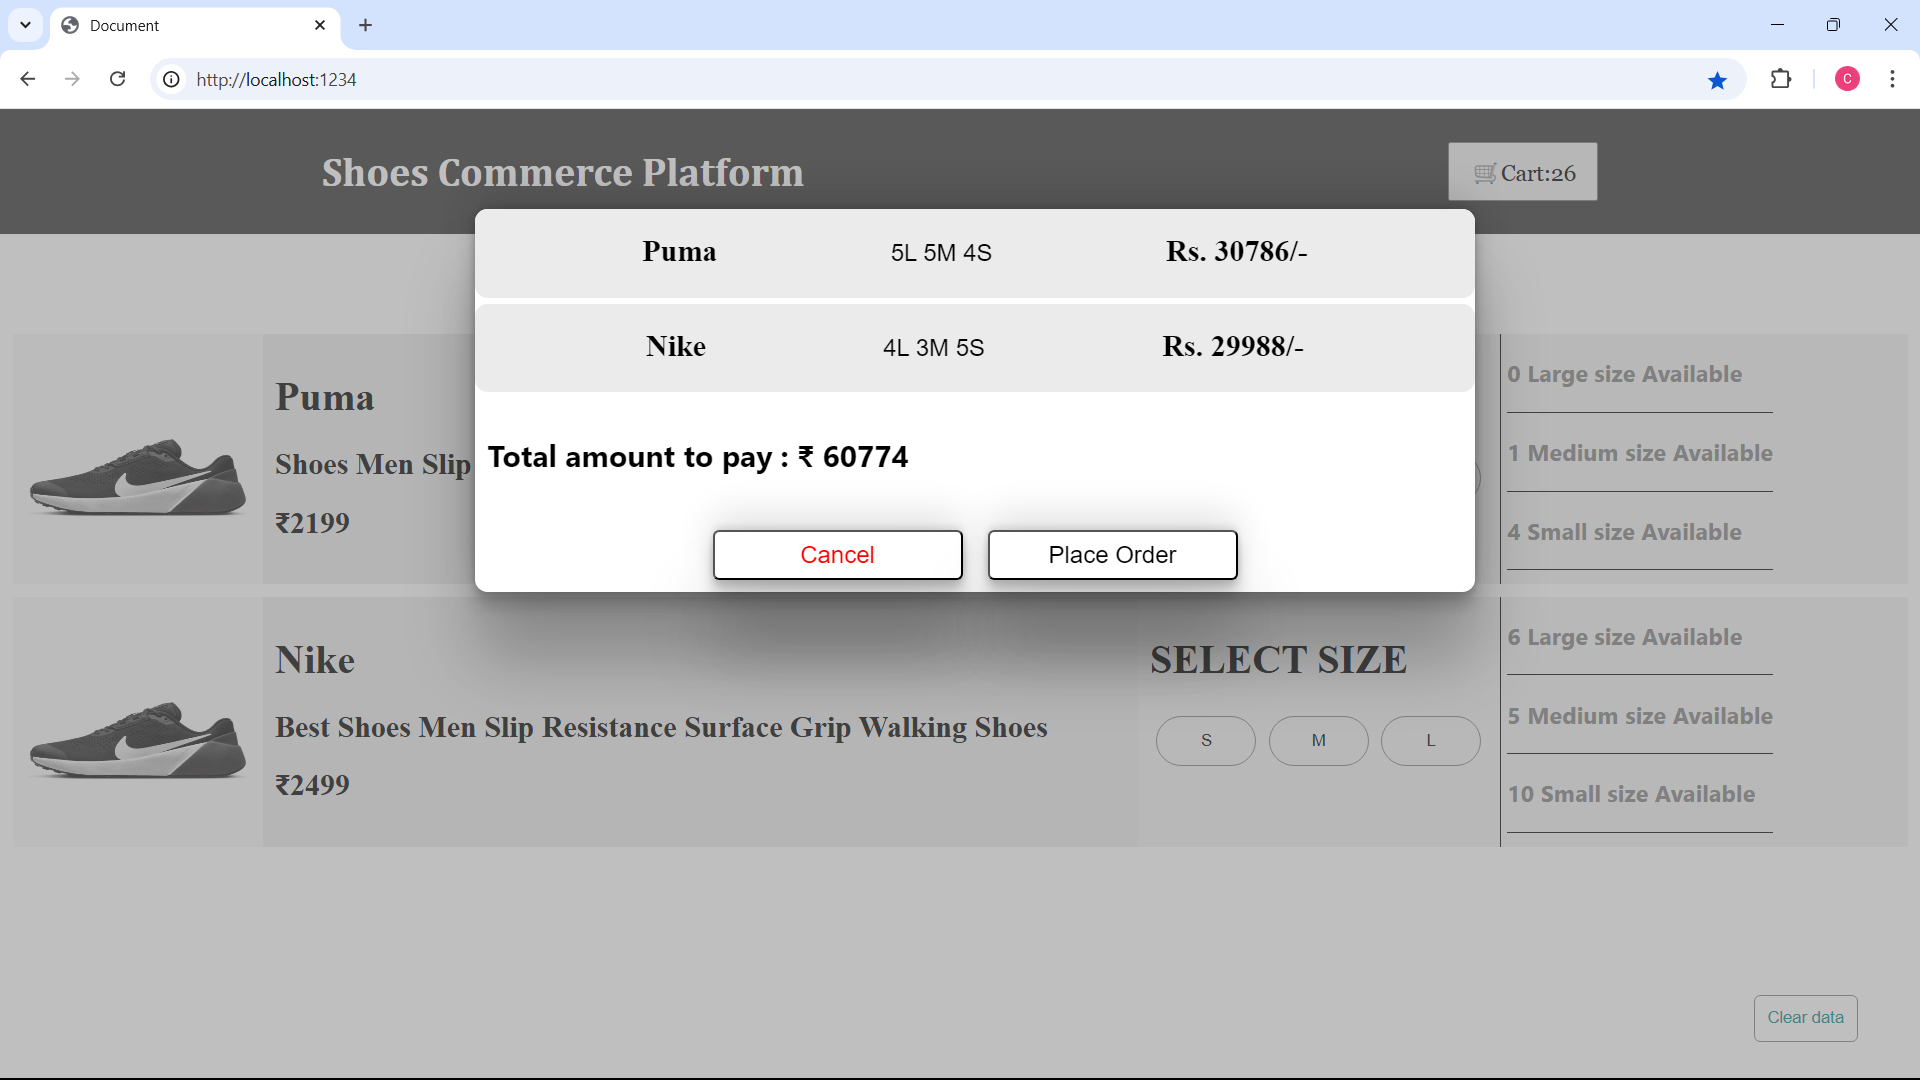 Document
http://localhost:1234
C
Shoes Commerce Platform
Cart:26
Puma 5L 5M 4S Rs. 30786/-
Nike 4L 3M 5S Rs. 29988/-
Total amount to pay : ₹ 60774
Cancel Place Order
Puma
Shoes Men Slip
₹2199
0 Large size Available
1 Medium size Available
4 Small size Available
Nike
Best Shoes Men Slip Resistance Surface Grip Walking Shoes
₹2499
SELECT SIZE
S M L
6 Large size Available
5 Medium size Available
10 Small size Available
Clear data